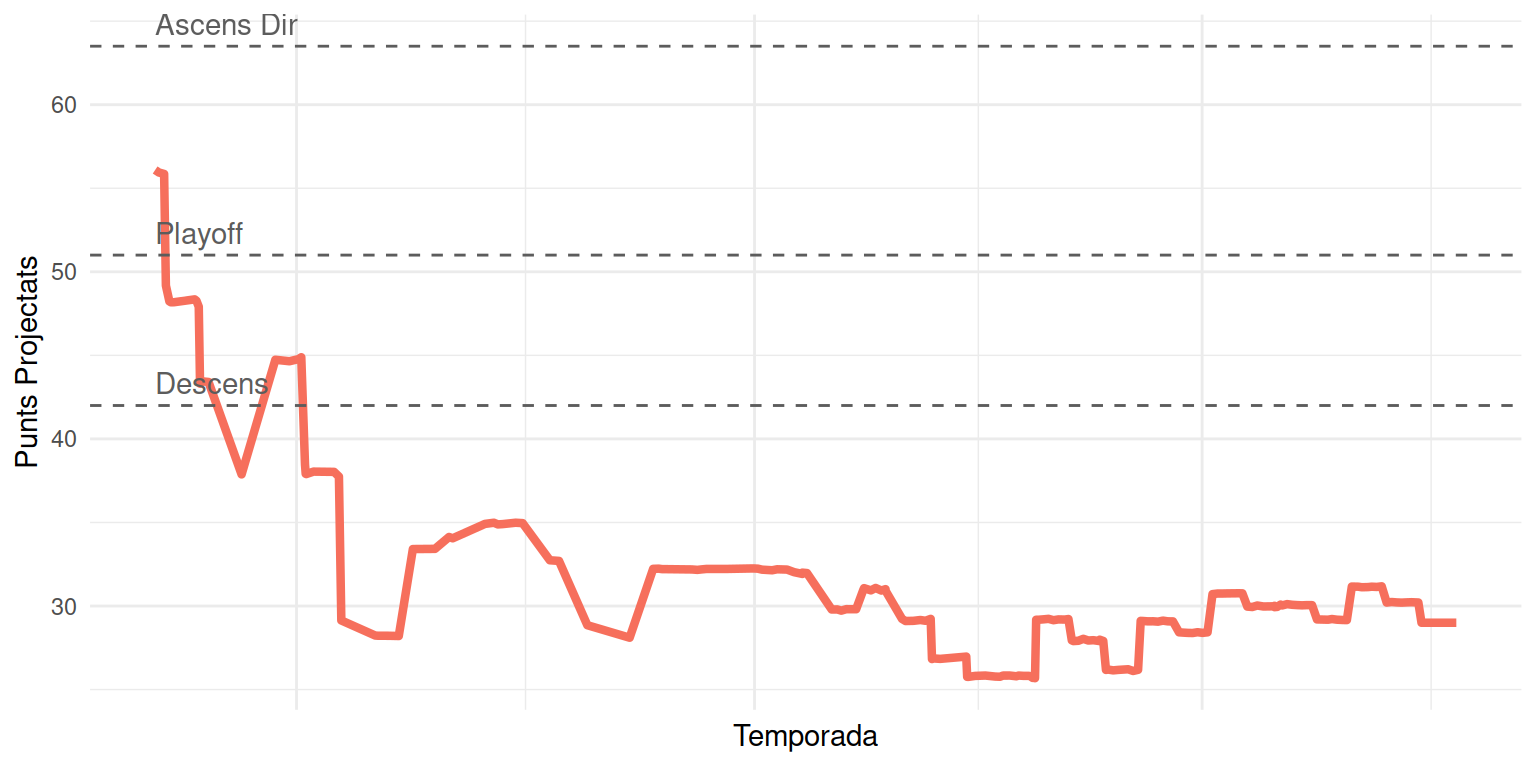 Ascens Dir
60
Playoff
50
Descens
40
30
Punts Projectats
Temporada